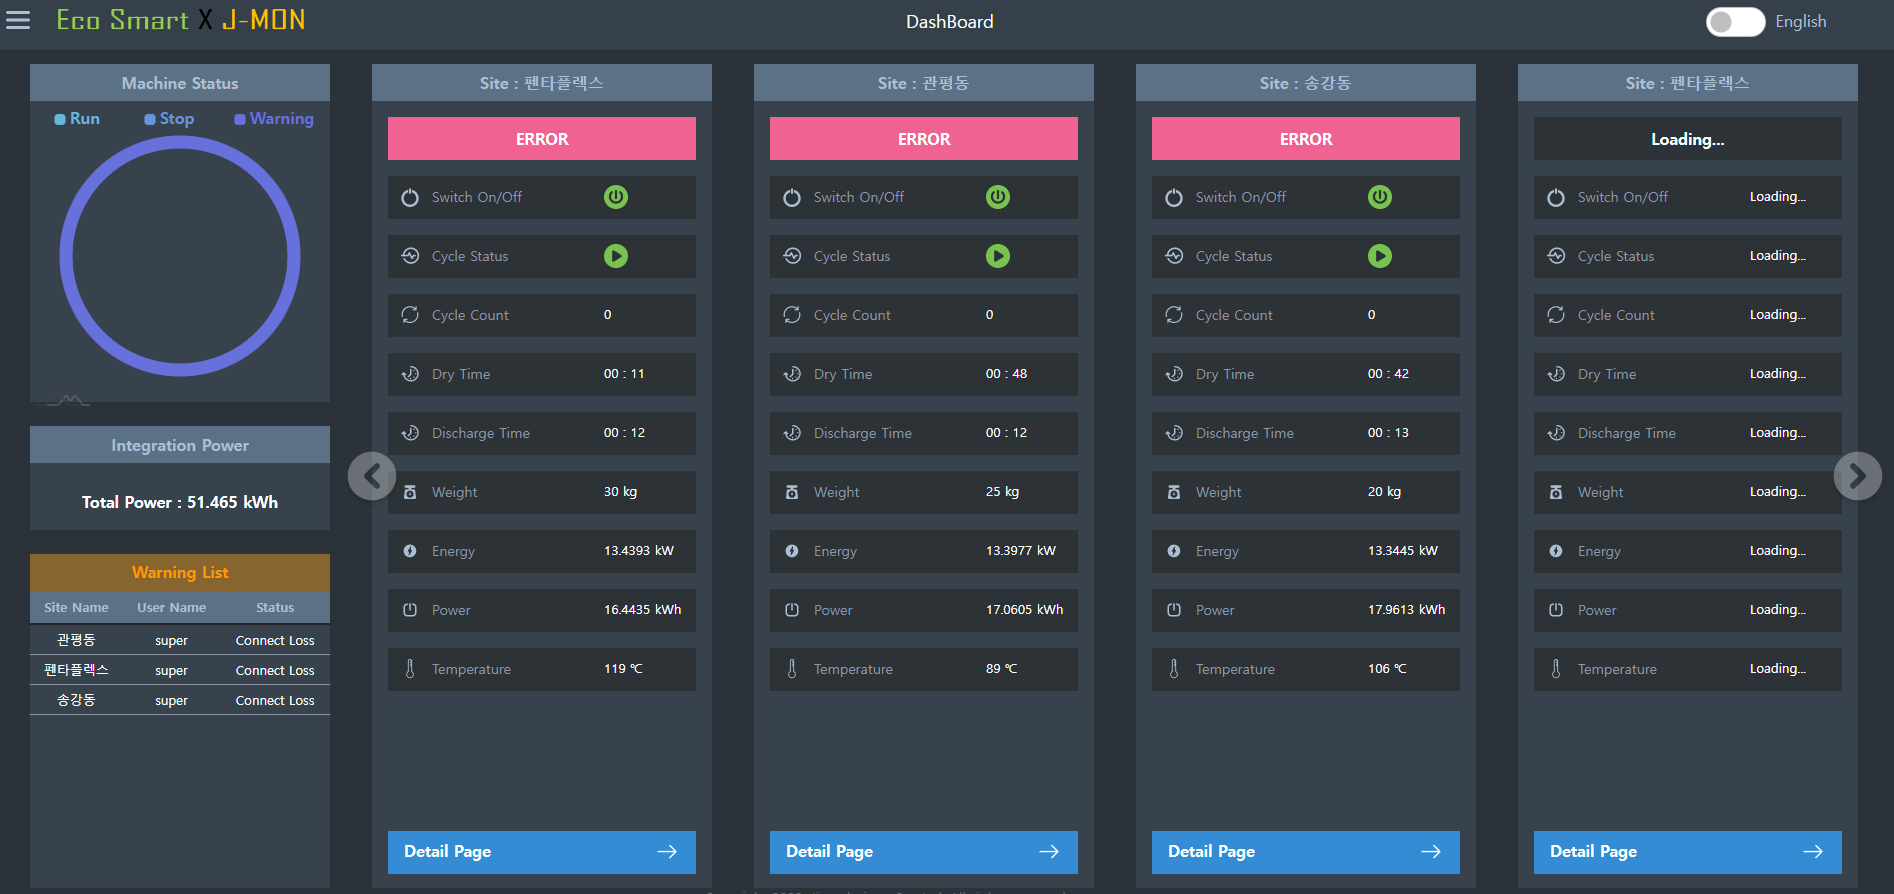 Eco Smart X J-MON
DashBoard
English
Machine Status
Run Stop Warning
Integration Power
Total Power : 51.465 kWh
Warning List
Site Name User Name Status
관평동 super Connect Loss
펜타플렉스 super Connect Loss
송강동 super Connect Loss
Site : 펜타플렉스
ERROR
Switch On/Off
Cycle Status
Cycle Count 0
Dry Time 00 : 11
Discharge Time 00 : 12
Weight 30 kg
Energy 13.4393 kW
Power 16.4435 kWh
Temperature 119 ℃
Detail Page
Site : 관평동
ERROR
Switch On/Off
Cycle Status
Cycle Count 0
Dry Time 00 : 48
Discharge Time 00 : 12
Weight 25 kg
Energy 13.3977 kW
Power 17.0605 kWh
Temperature 89 ℃
Detail Page
Site : 송강동
ERROR
Switch On/Off
Cycle Status
Cycle Count 0
Dry Time 00 : 42
Discharge Time 00 : 13
Weight 20 kg
Energy 13.3445 kW
Power 17.9613 kWh
Temperature 106 ℃
Detail Page
Site : 펜타플렉스
Loading...
Switch On/Off Loading...
Cycle Status Loading...
Cycle Count Loading...
Dry Time Loading...
Discharge Time Loading...
Weight Loading...
Energy Loading...
Power Loading...
Temperature Loading...
Detail Page